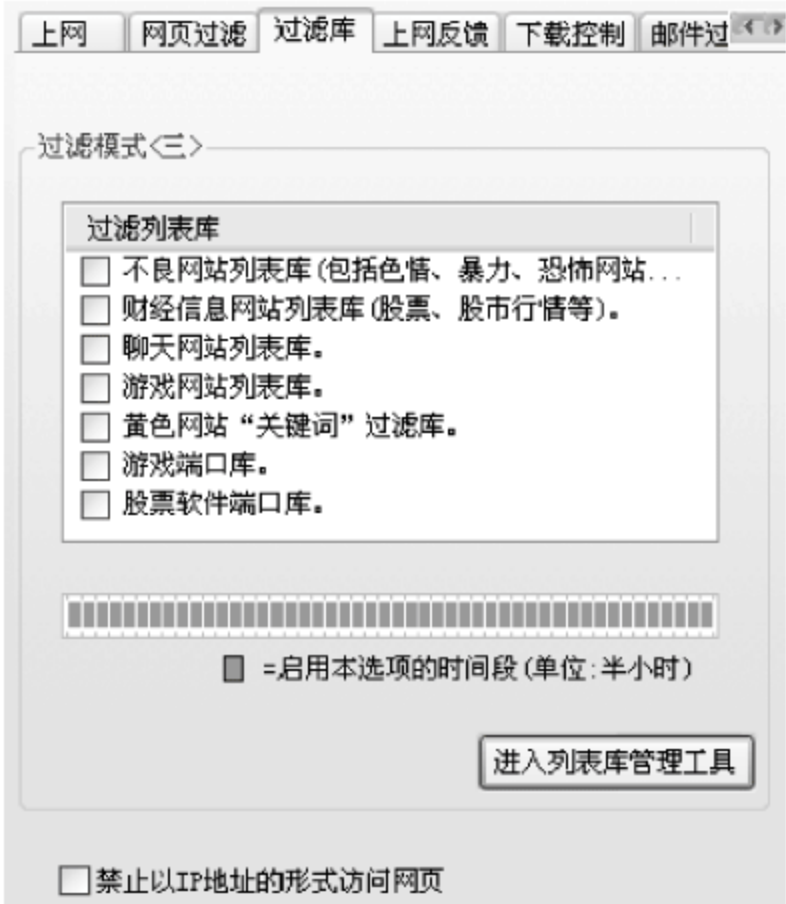 上网 网页过滤 过滤库 上网反馈 下载控制 邮件过
过滤模式<三>
过滤列表库
不良网站列表库(包括色情、暴力、恐怖网站...
财经信息网站列表库(股票、股市行情等)。
聊天网站列表库。
游戏网站列表库。
黄色网站“关键词”过滤库。
游戏端口库。
股票软件端口库。
=启用本选项的时间段(单位:半小时)
进入列表库管理工具
禁止以IP地址的形式访问网页